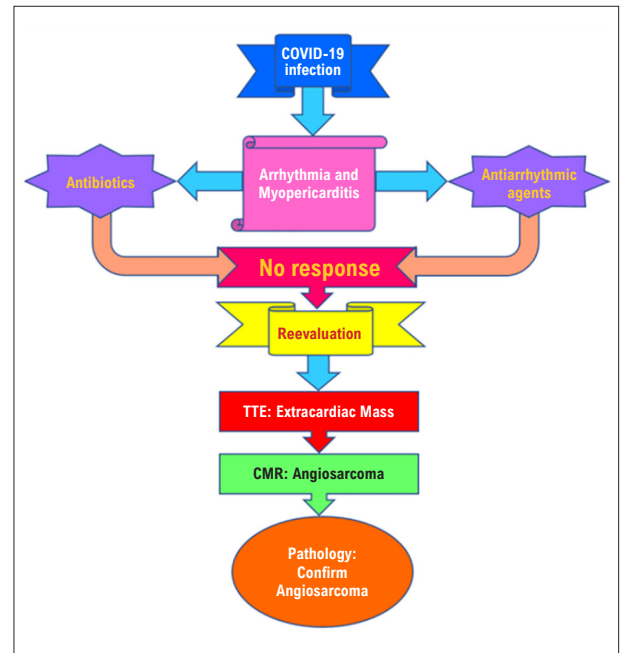 COVID-19
infection
Arrhythmia and
Myopericarditis
Antibiotics
Antiarrhythmic
agents
No response
Reevaluation
TTE: Extracardiac Mass
CMR: Angiosarcoma
Pathology:
Confirm
Angiosarcoma